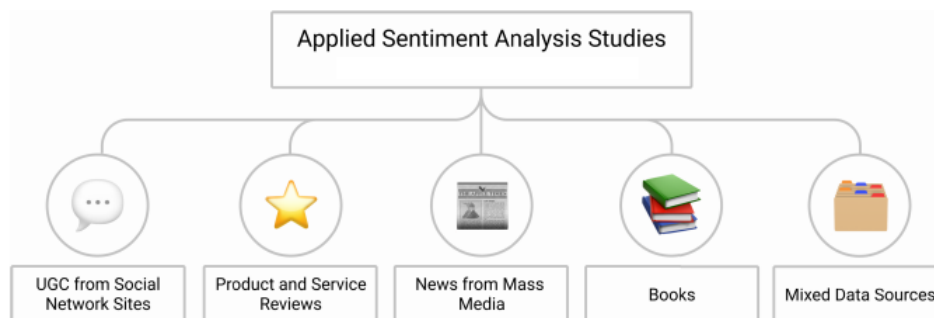 Applied Sentiment Analysis Studies
UGC from Social
Network Sites
Product and Service
Reviews
News from Mass
Media
Books
Mixed Data Sources